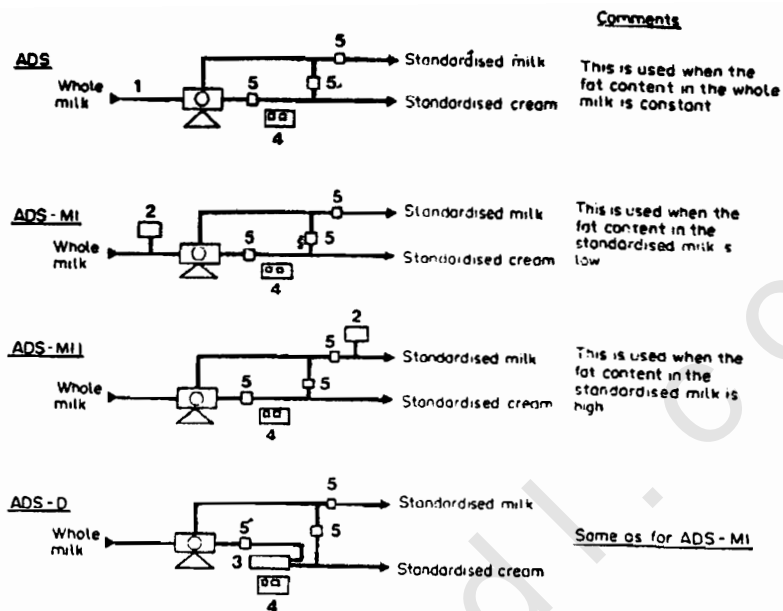 Comments
ADS
Whole milk
1
5
5
5
4
Standardised milk
Standardised cream
This is used when the
fat content in the whole
milk is constant
ADS-MI
2
Whole
milk
5
5
5
4
Standardised milk
Standardised cream
This is used when the
fat content in the
standardised milk is
low
ADS-MII
2
Whole
milk
5
5
5
4
Standardised milk
Standardised cream
This is used when the
fat content in the
standardised milk is
high
ADS-D
Whole
milk
5
5
5
3
4
Standardised milk
Standardised cream
Same as for ADS-MI
d l . c o